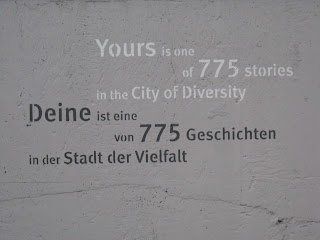 Yours is one
of 775 stories
in the City of Diversity
Deine ist eine
von 775 Geschichten
in der Stadt der Vielfalt